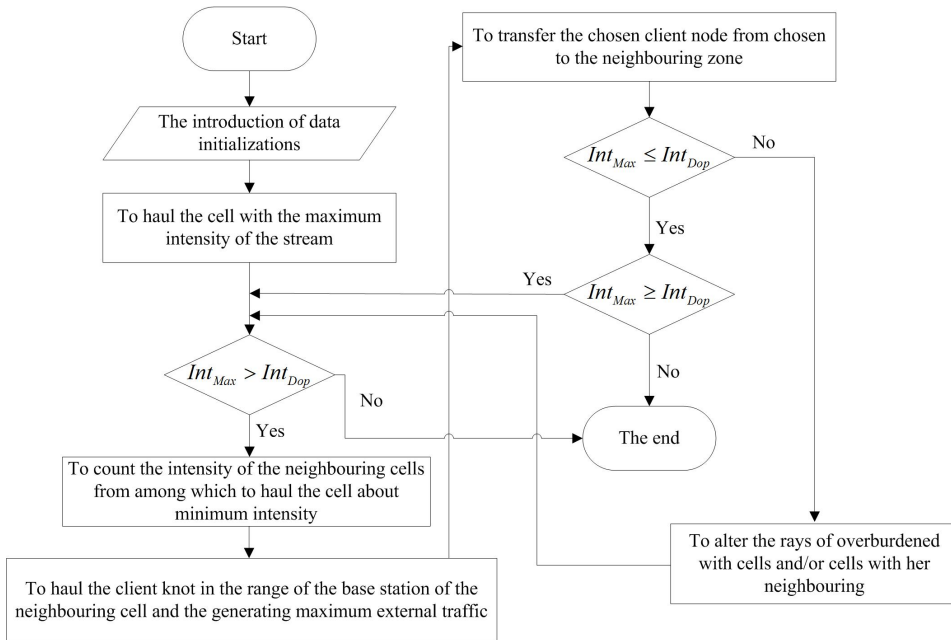 Start
The introduction of data
initializations
To haul the cell with the maximum
intensity of the stream
Int_Max > Int_Dop
No
Yes
To count the intensity of the neighbouring cells
from among which to haul the cell about
minimum intensity
To haul the client knot in the range of the base station of the
neighbouring cell and the generating maximum external traffic
To transfer the chosen client node from chosen
to the neighbouring zone
Int_Max ≤ Int_Dop
No
Yes
Int_Max ≥ Int_Dop
Yes
No
The end
To alter the rays of overburdened
with cells and/or cells with her
neighbouring